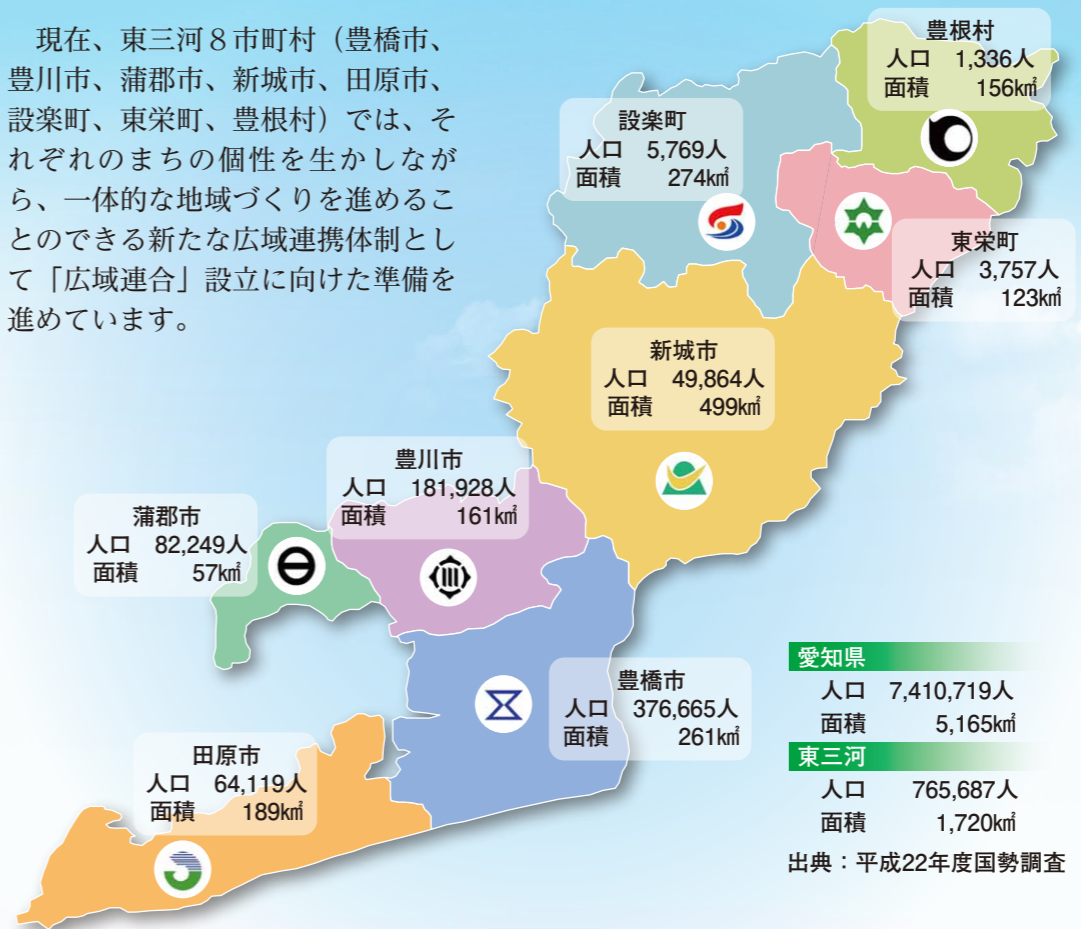 現在、東三河８市町村（豊橋市、
豊川市、蒲郡市、新城市、田原市、
設楽町、東栄町、豊根村）では、そ
れぞれのまちの個性を生かしなが
ら、一体的な地域づくりを進めるこ
とのできる新たな広域連携体制とし
て「広域連合」設立に向けた準備を
進めています。
豊根村
人口 1,336人
面積 156㎢
設楽町
人口 5,769人
面積 274㎢
東栄町
人口 3,757人
面積 123㎢
新城市
人口 49,864人
面積 499㎢
豊川市
人口 181,928人
面積 161㎢
蒲郡市
人口 82,249人
面積 57㎢
豊橋市
人口 376,665人
面積 261㎢
田原市
人口 64,119人
面積 189㎢
愛知県
人口 7,410,719人
面積 5,165㎢
東三河
人口 765,687人
面積 1,720㎢
出典：平成22年度国勢調査